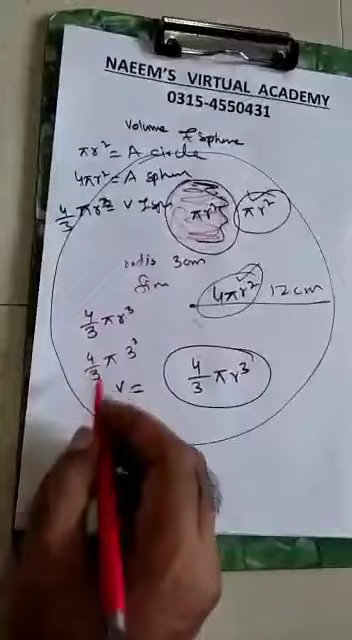 NAEEM'S VIRTUAL ACADEMY
0315-4550431
Volume of Sphere
πr² = A circle
4πr² = A sphere
4/3 πr³ = V
πr²
πr²
radis 3cm
4πr² 12cm
4/3 πr³
4/3 π 3³
V =
4/3 πr³